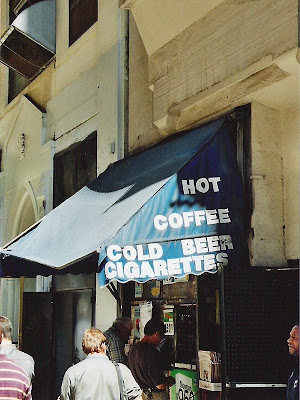 HOT
COFFEE
COLD BEER
CIGARETTES